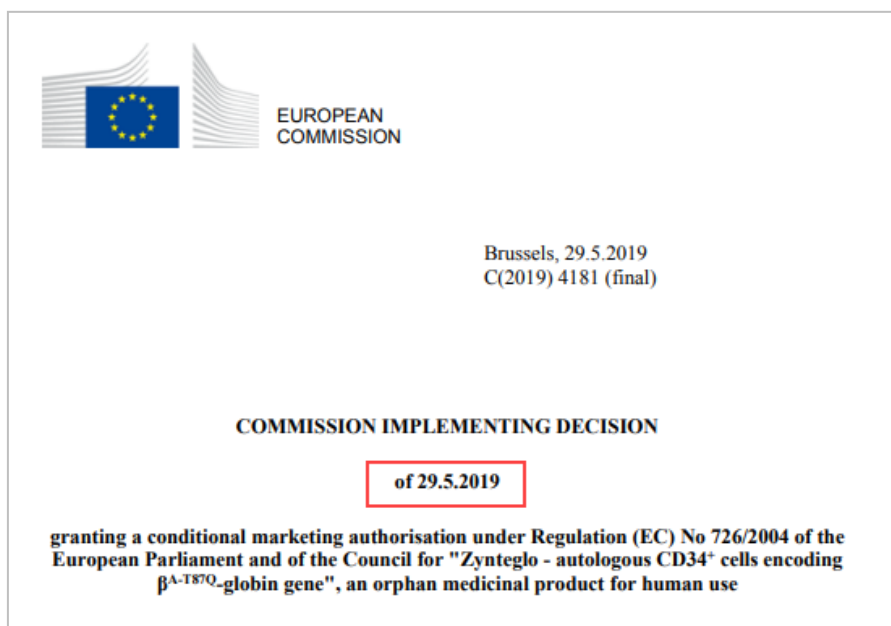 EUROPEAN
COMMISSION
Brussels, 29.5.2019
C(2019) 4181 (final)
COMMISSION IMPLEMENTING DECISION
of 29.5.2019
granting a conditional marketing authorisation under Regulation (EC) No 726/2004 of the
European Parliament and of the Council for "Zynteglo - autologous CD34⁺ cells encoding
βᴬ⁻ᵀ⁸⁷Q-globin gene", an orphan medicinal product for human use